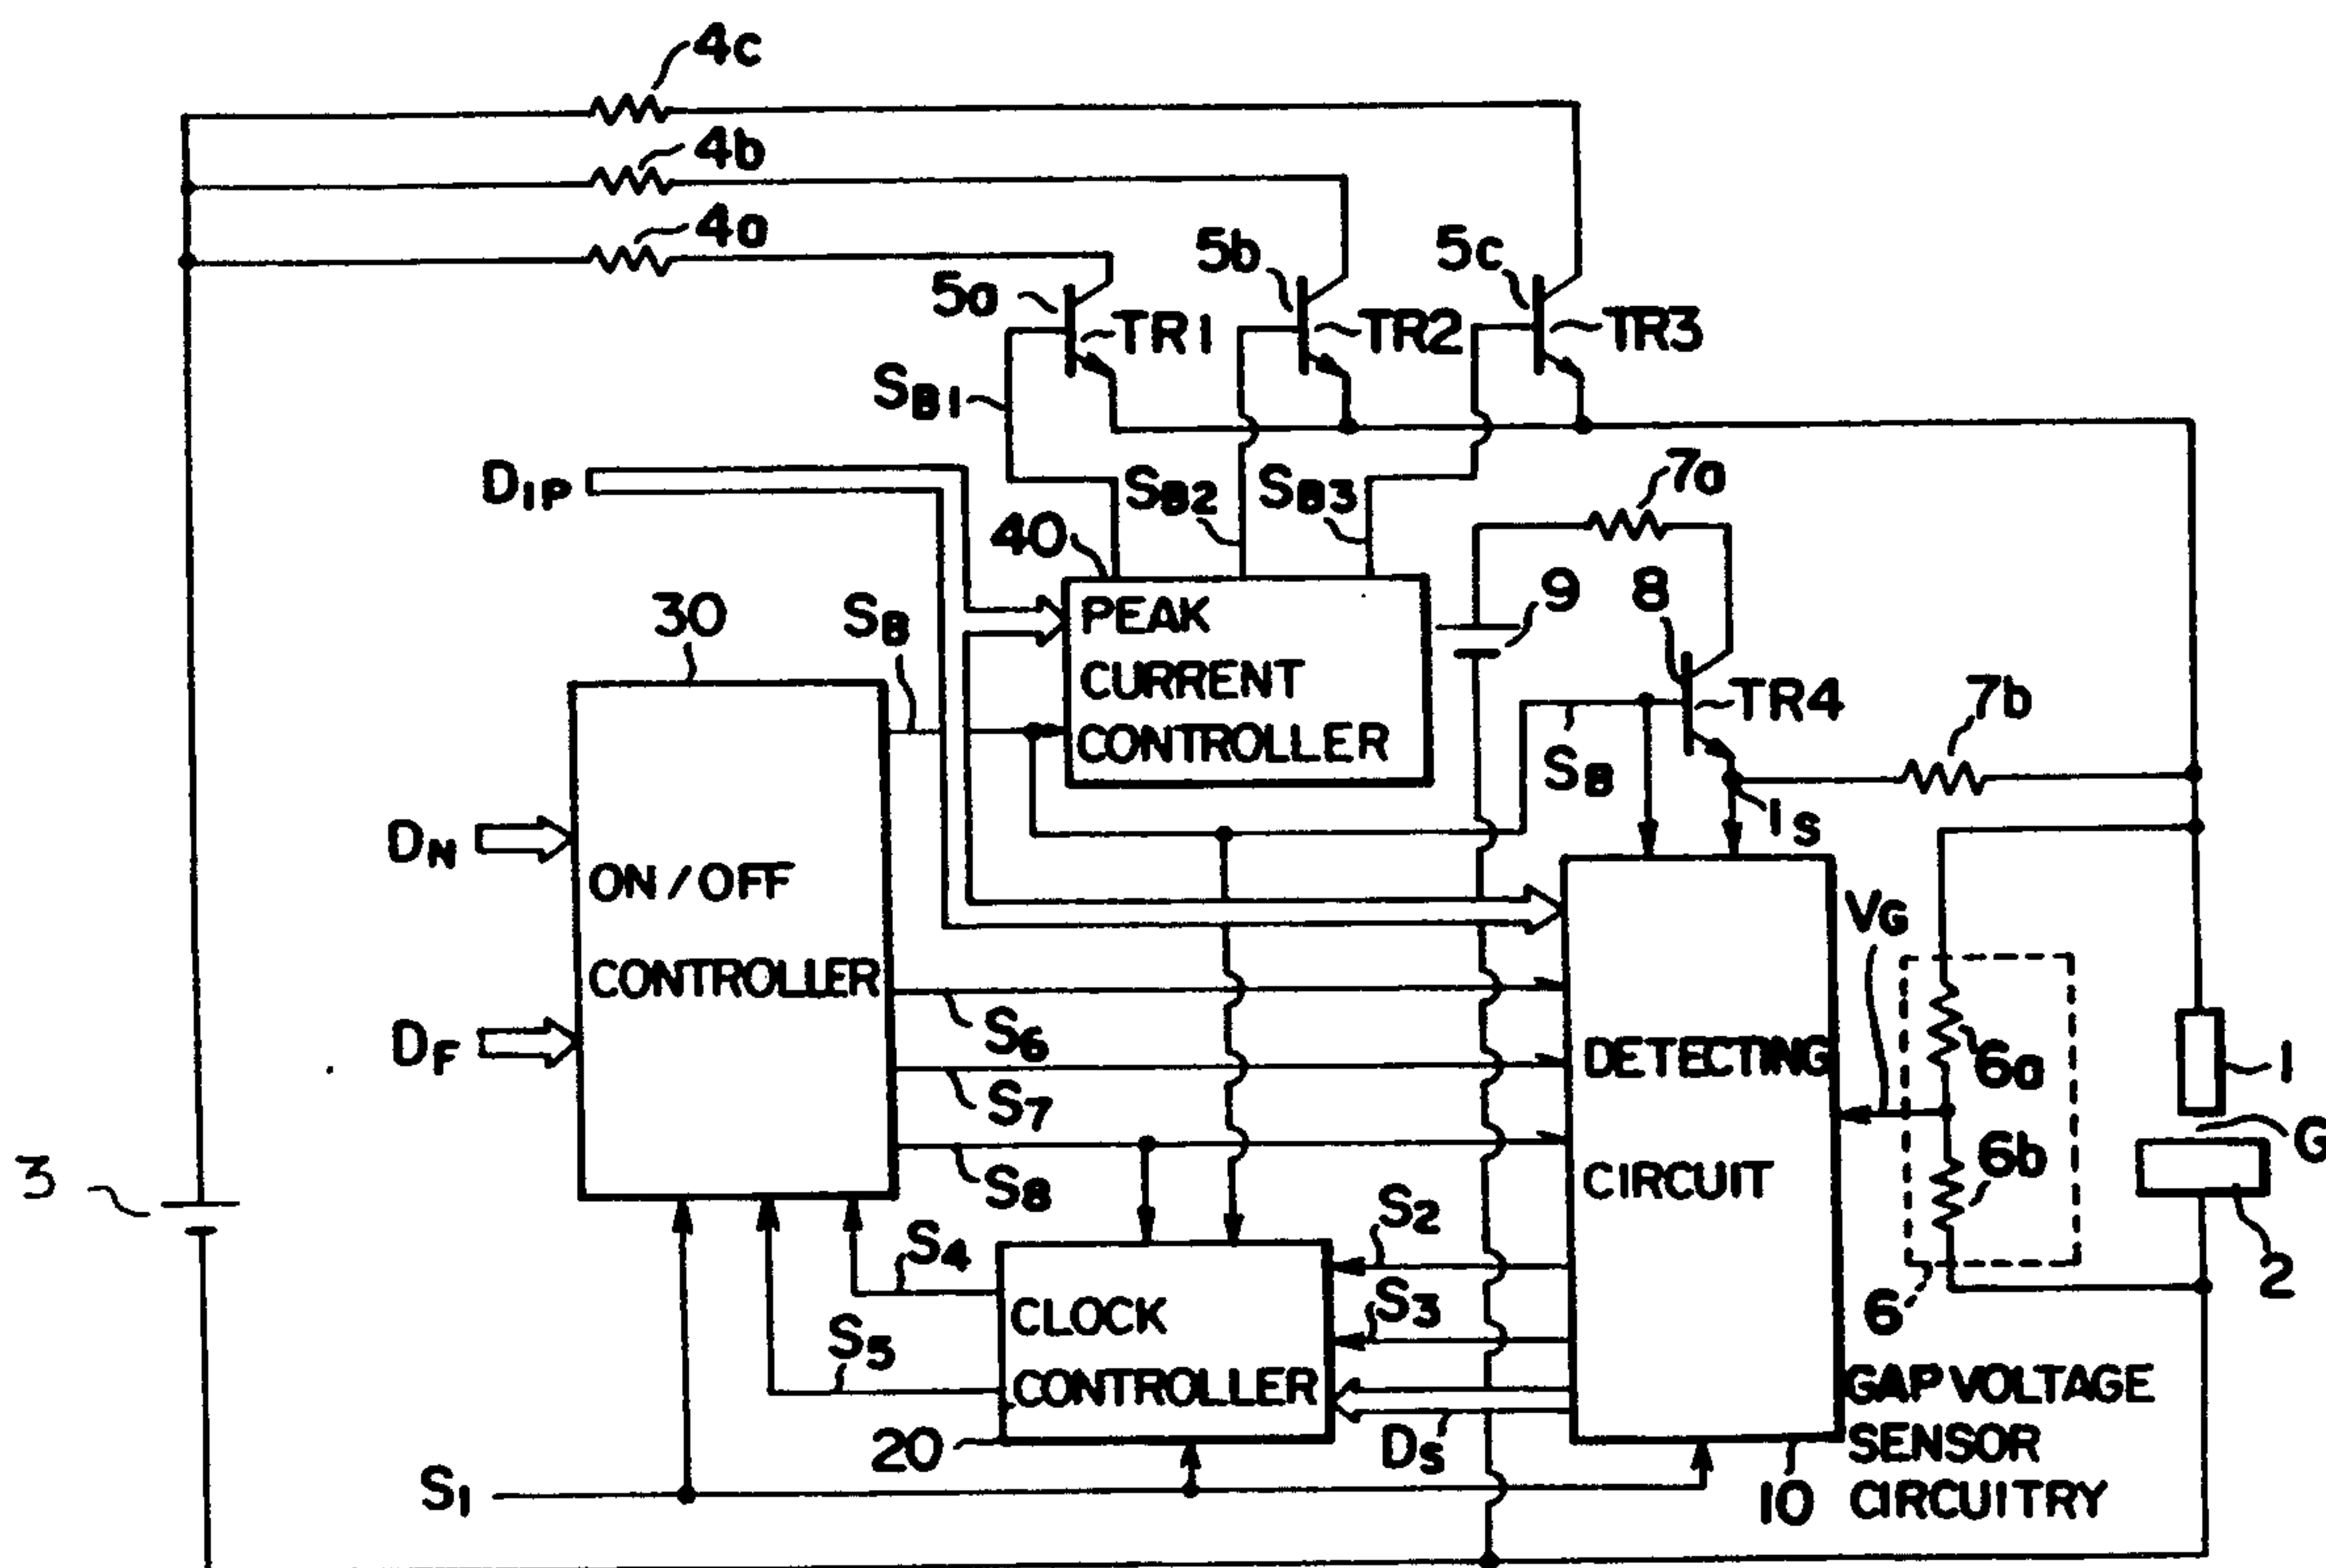 4c
4b
4a
5a
5b
5c
TR1
TR2
TR3
SB1
DIP
SB2
SB3
7a
40
9
8
30
SB
PEAK
CURRENT
CONTROLLER
TR4
7b
SB
IS
DN
ON/OFF
CONTROLLER
VG
DF
S6
DETECTING
6a
1
S7
G
CIRCUIT
6b
3
S8
S2
S4
2
S3
6
CLOCK
CONTROLLER
S5
GAP VOLTAGE
SENSOR
CIRCUITRY
20
DS
S1
10